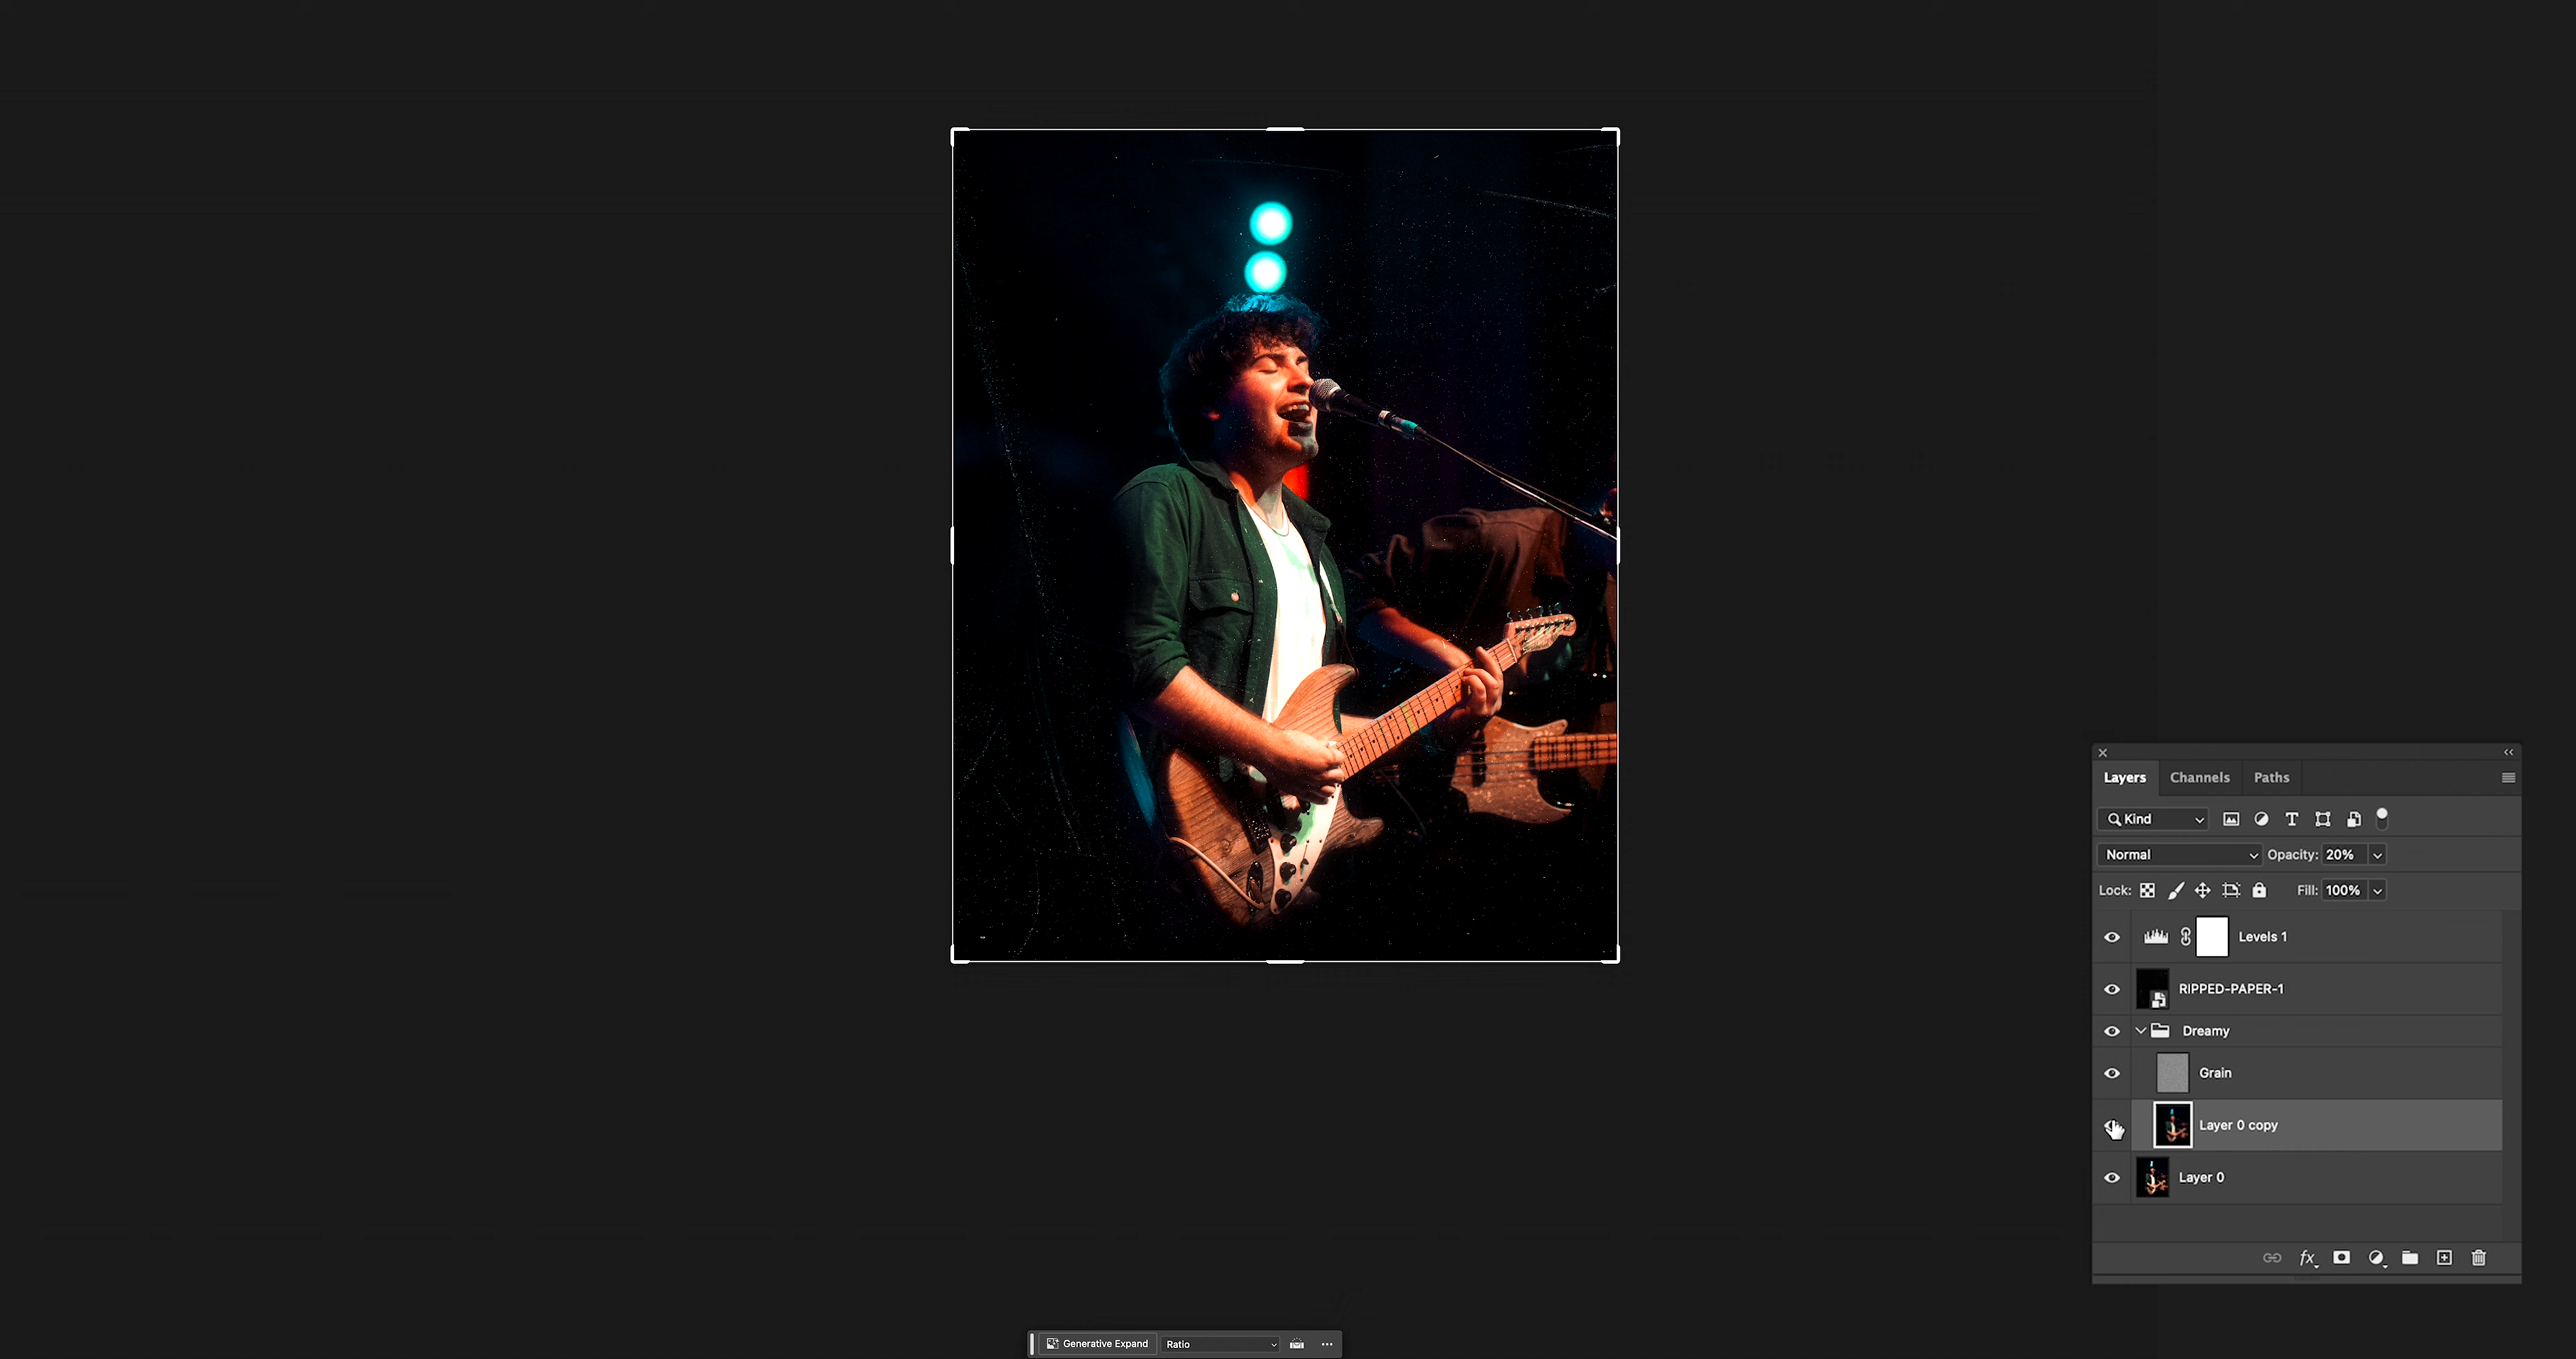 Layers Channels Paths
Kind
Normal Opacity: 20%
Lock: Fill: 100%
Levels 1
RIPPED-PAPER-1
Dreamy
Grain
Layer 0 copy
Layer 0
fx
Generative Expand Ratio